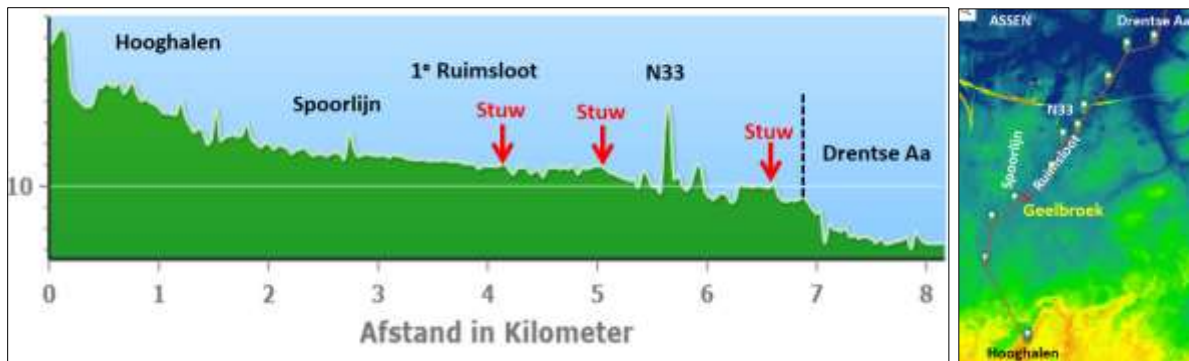 Hooghalen
1e Ruimsloot
N33
Spoorlijn
Stuw
Stuw
Stuw
Drentse Aa
10
0 1 2 3 4 5 6 7 8
Afstand in Kilometer
ASSEN
Drentse Aa
N33
Spoorlijn
Ruimsloot
Geelbroek
Hooghalen